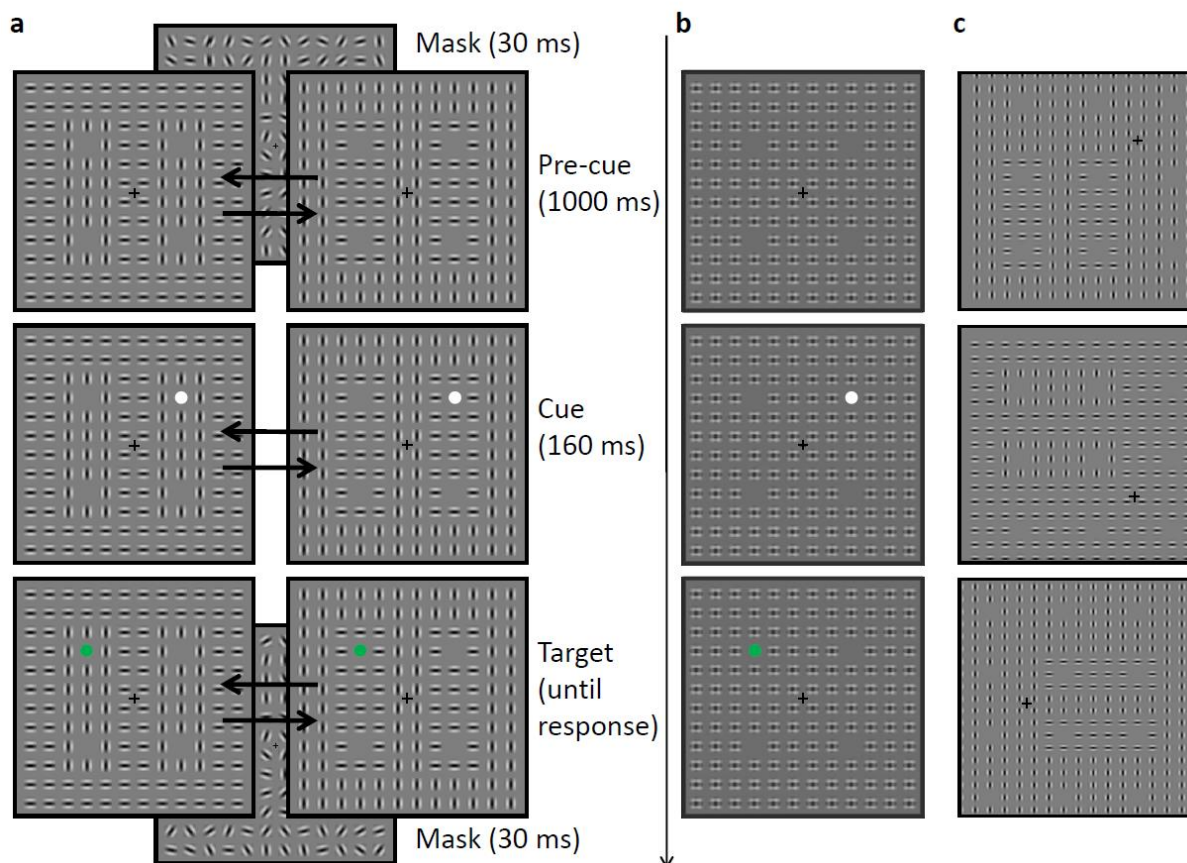 a
Mask (30 ms)
b
c
Pre-cue
(1000 ms)
Cue
(160 ms)
Target
(until
response)
Mask (30 ms)